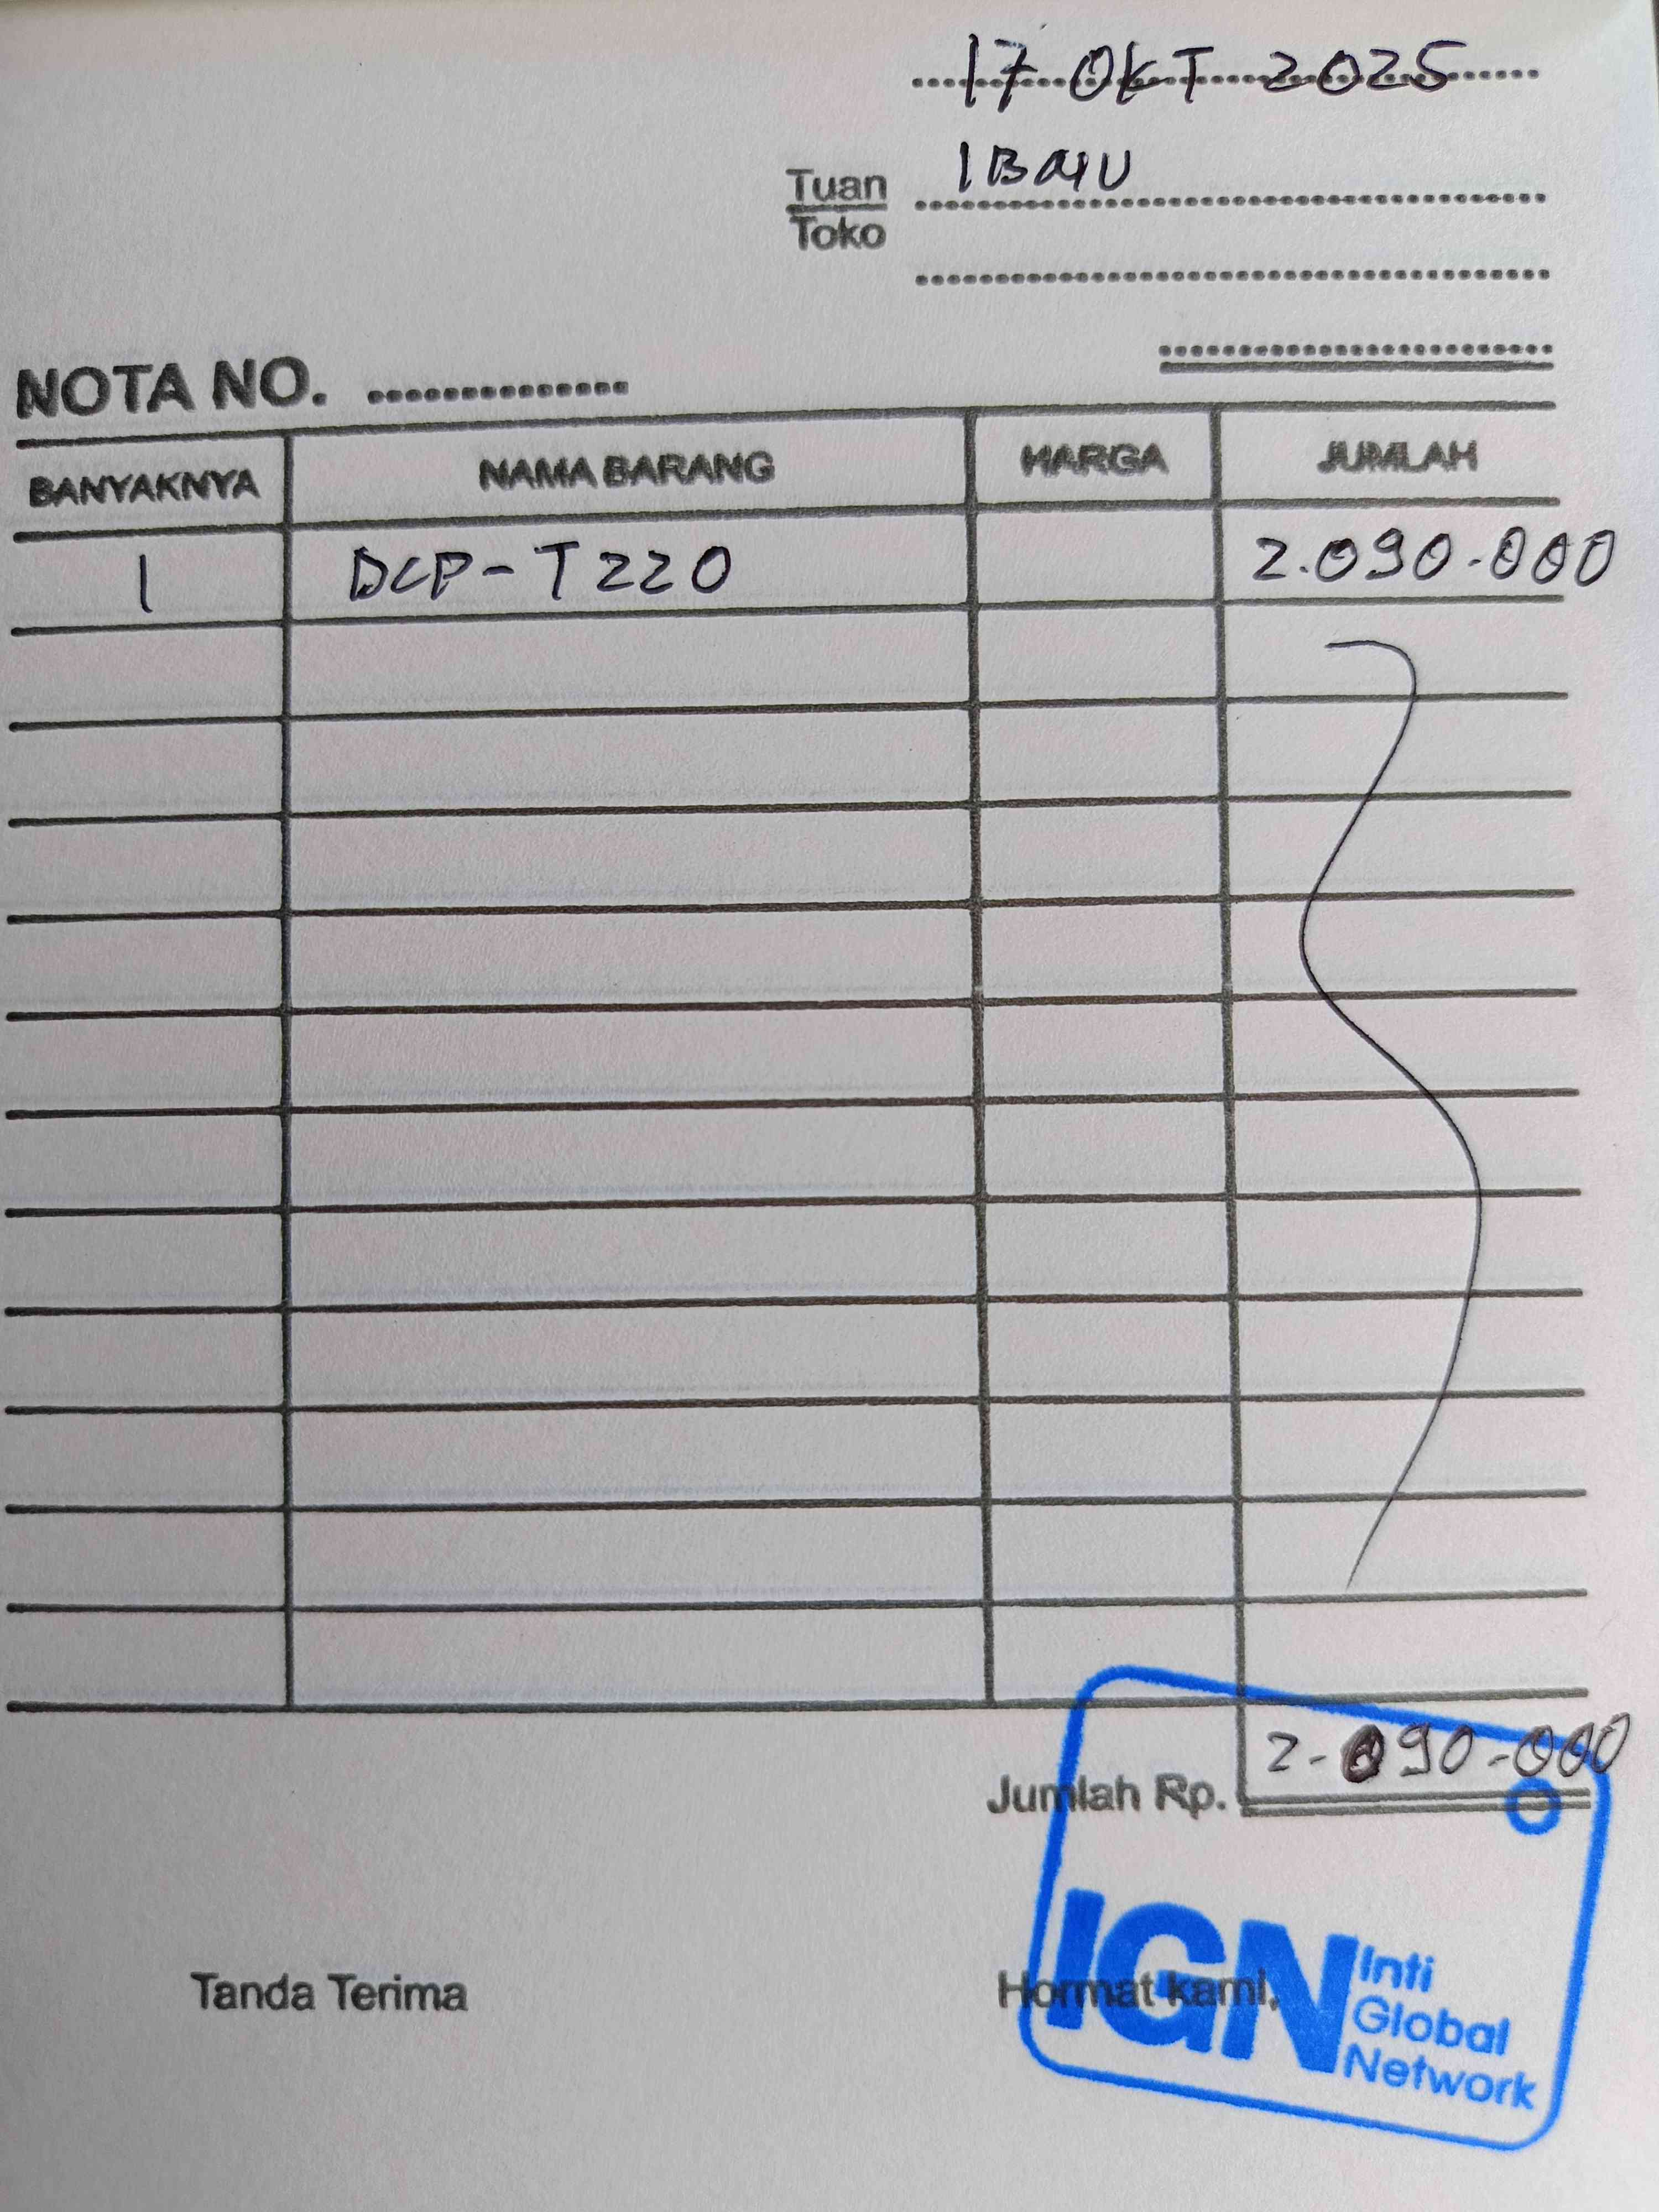 17 OKT 2025
Tuan
Toko
NOTA NO.
BANYAKNYA NAMA BARANG HARGA JUMLAH
1 DCP-T220 2.090.000
Jumlah Rp. 2-090-000
Tanda Terima Hormat kami,
IGN Inti
Global
Network